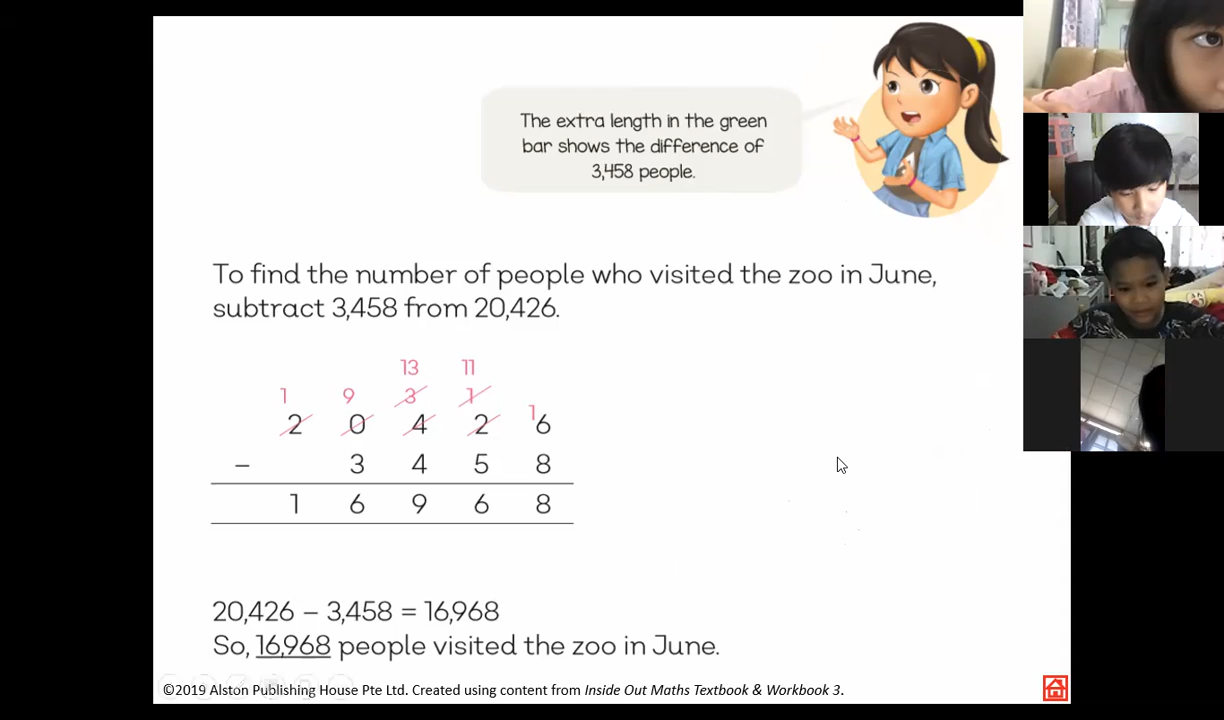 The extra length in the green
bar shows the difference of
3,458 people.
To find the number of people who visited the zoo in June,
subtract 3,458 from 20,426.
13 11
1 9 3 1
2 0 4 2 16
– 3 4 5 8
1 6 9 6 8
20,426 – 3,458 = 16,968
So, 16,968 people visited the zoo in June.
©2019 Alston Publishing House Pte Ltd. Created using content from Inside Out Maths Textbook & Workbook 3.